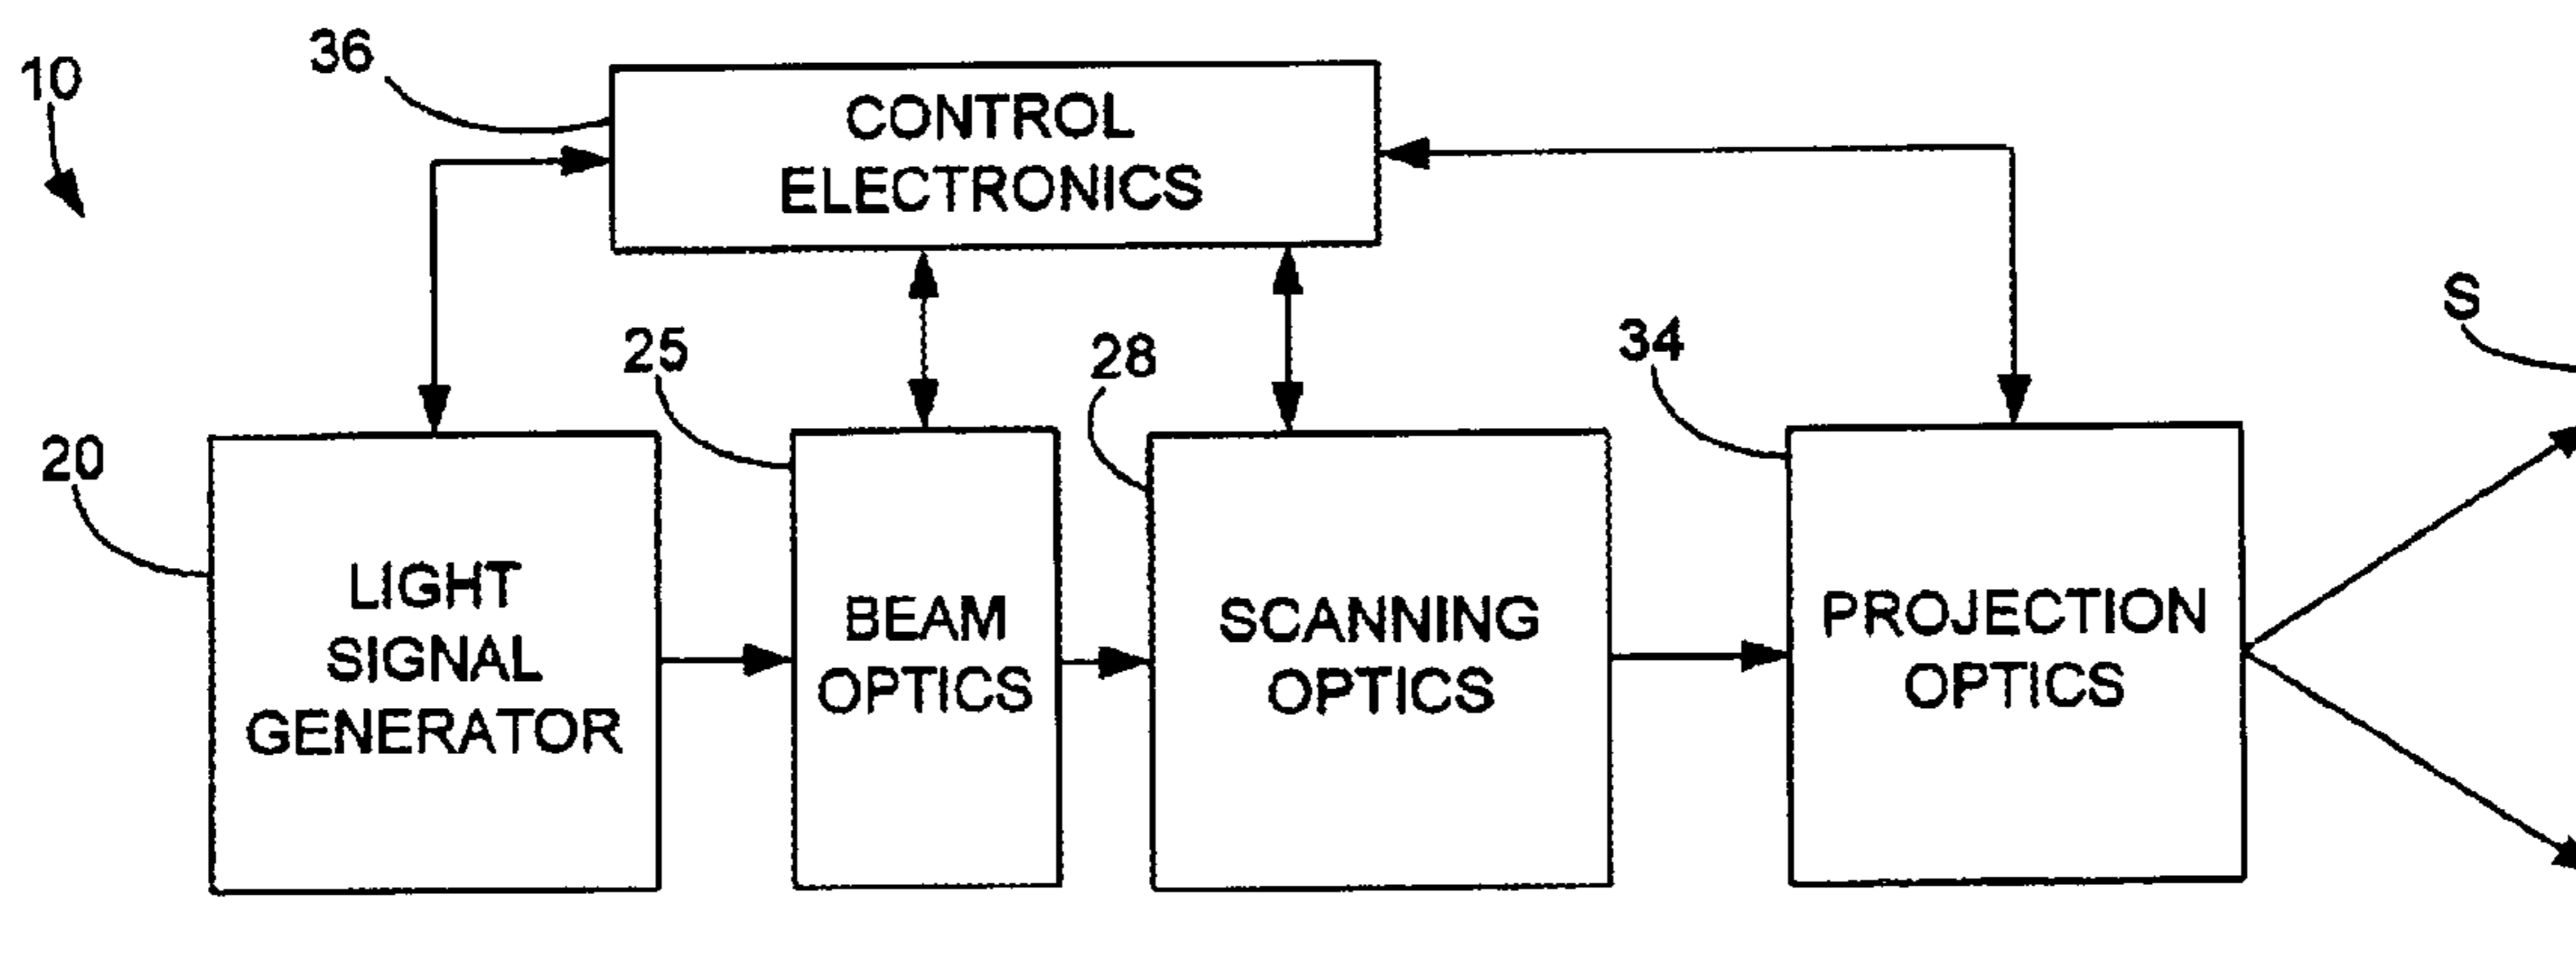 10
36
CONTROL
ELECTRONICS
S
25
28
34
20
LIGHT
SIGNAL
GENERATOR
BEAM
OPTICS
SCANNING
OPTICS
PROJECTION
OPTICS